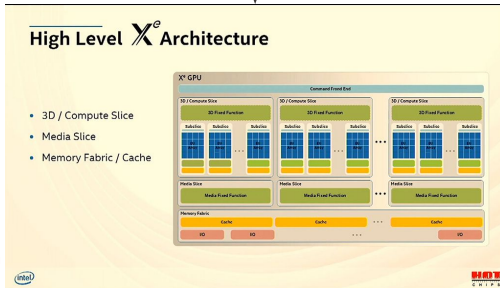 High Level Xe Architecture
• 3D / Compute Slice
• Media Slice
• Memory Fabric / Cache
Xe GPU
Command Front End
3D / Compute Slice
3D / Compute Slice
3D / Compute Slice
3D Fixed Function
3D Fixed Function
3D Fixed Function
Subslice Subslice Subslice
Subslice Subslice Subslice
Subslice Subslice Subslice
Media Slice
Media Slice
Media Slice
Media Fixed Function
Media Fixed Function
Media Fixed Function
Memory Fabric
Cache
Cache
Cache
I/O
I/O
I/O
intel
HOT
CHIPS